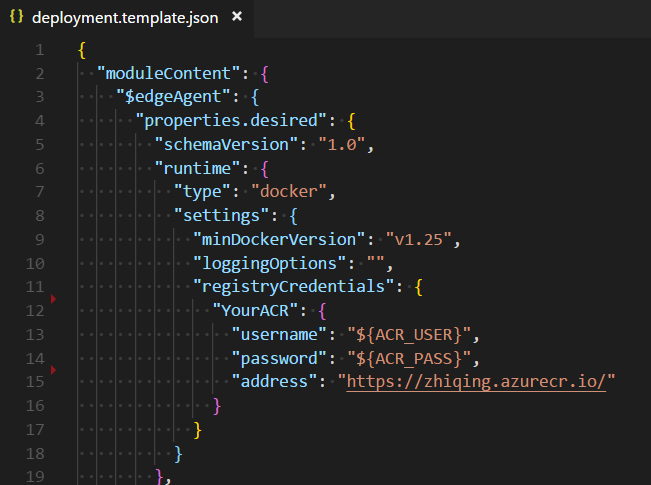 {} deployment.template.json ×
1 {
2 "moduleContent": {
3 "$edgeAgent": {
4 "properties.desired": {
5 "schemaVersion": "1.0",
6 "runtime": {
7 "type": "docker",
8 "settings": {
9 "minDockerVersion": "v1.25",
10 "loggingOptions": "",
11 "registryCredentials": {
12 "YourACR": {
13 "username": "${ACR_USER}",
14 "password": "${ACR_PASS}",
15 "address": "https://zhiqing.azurecr.io/"
16 }
17 }
18 }
19 },